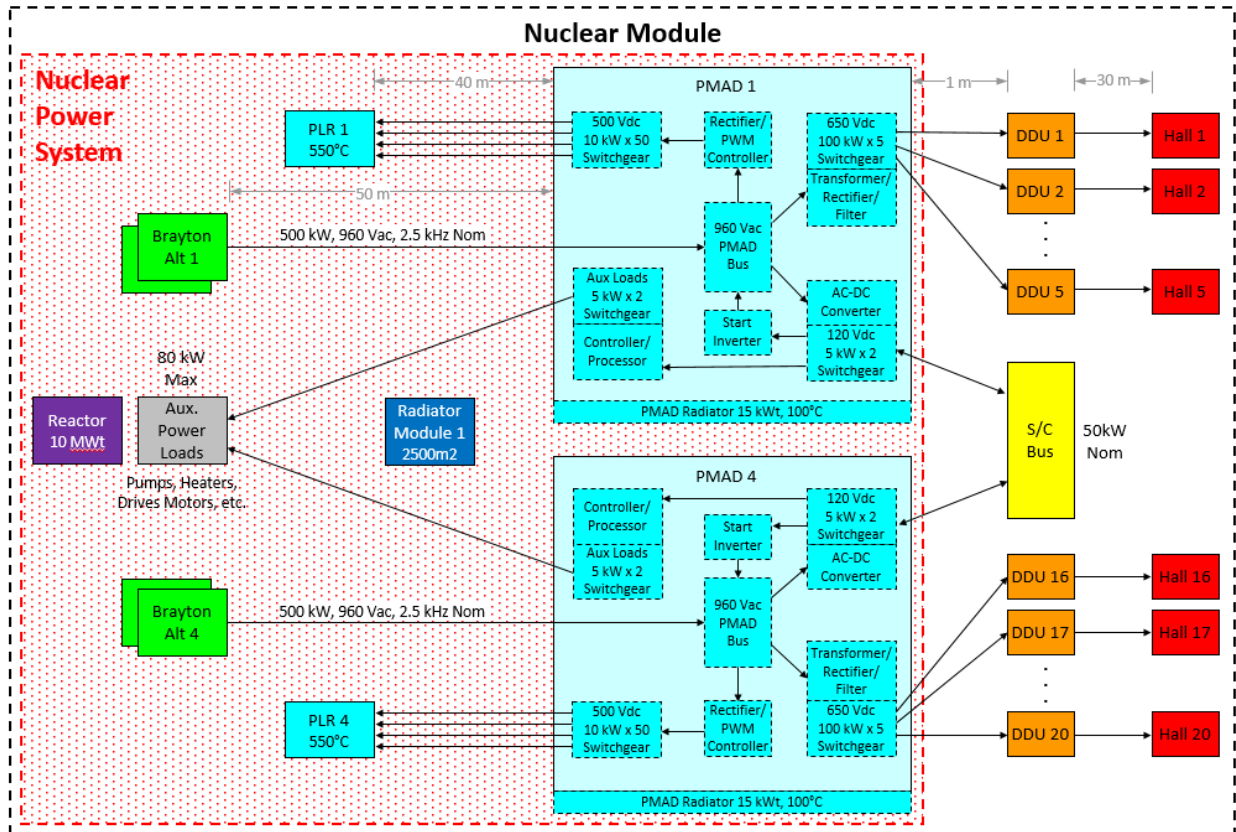 Nuclear Module
Nuclear
Power
System
40 m
PMAD 1
1 m
30 m
PLR 1
550°C
500 Vdc
10 kW x 50
Switchgear
Rectifier/
PWM
Controller
650 Vdc
100 kW x 5
Switchgear
Transformer/
Rectifier/
Filter
DDU 1
Hall 1
DDU 2
Hall 2
50 m
Brayton
Alt 1
500 kW, 960 Vac, 2.5 kHz Nom
960 Vac
PMAD
Bus
DDU 5
Hall 5
Aux Loads
5 kW x 2
Switchgear
Controller/
Processor
Start
Inverter
AC-DC
Converter
120 Vdc
5 kW x 2
Switchgear
80 kW
Max
Reactor
10 MWt
Aux.
Power
Loads
Pumps, Heaters,
Drives Motors, etc.
Radiator
Module 1
2500m2
PMAD Radiator 15 kWt, 100°C
S/C
Bus
50kW
Nom
PMAD 4
Controller/
Processor
Aux Loads
5 kW x 2
Switchgear
Start
Inverter
120 Vdc
5 kW x 2
Switchgear
AC-DC
Converter
Brayton
Alt 4
500 kW, 960 Vac, 2.5 kHz Nom
960 Vac
PMAD
Bus
DDU 16
Hall 16
DDU 17
Hall 17
Transformer/
Rectifier/
Filter
650 Vdc
100 kW x 5
Switchgear
PLR 4
550°C
500 Vdc
10 kW x 50
Switchgear
Rectifier/
PWM
Controller
DDU 20
Hall 20
PMAD Radiator 15 kWt, 100°C